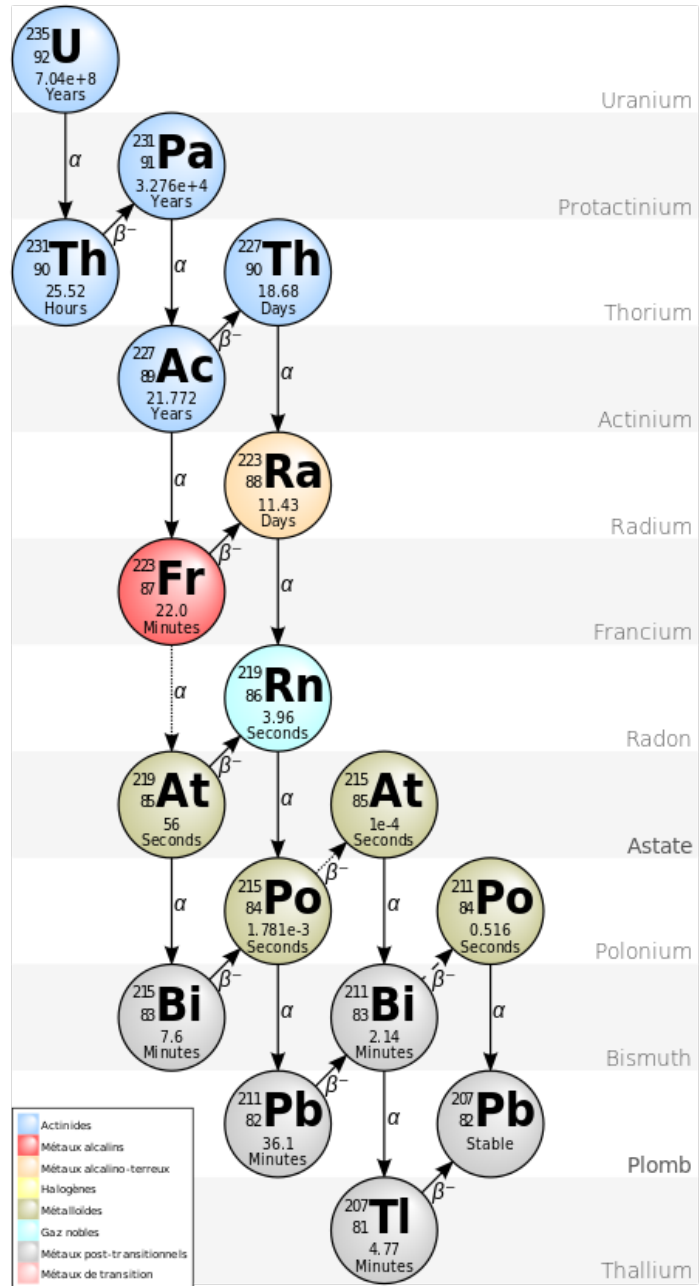 235
92 U
7.04e+8
Years
Uranium
α
231
91 Pa
3.276e+4
Years
Protactinium
β⁻
α
231
90 Th
25.52
Hours
227
90 Th
18.68
Days
Thorium
β⁻
α
227
89 Ac
21.772
Years
Actinium
α
223
88 Ra
11.43
Days
Radium
β⁻
α
223
87 Fr
22.0
Minutes
Francium
α
219
86 Rn
3.96
Seconds
Radon
β⁻
α
219
85 At
56
Seconds
215
85 At
1e-4
Seconds
Astate
β⁻
α
α
215
84 Po
1.781e-3
Seconds
211
84 Po
0.516
Seconds
Polonium
β⁻
β⁻
α
α
215
83 Bi
7.6
Minutes
211
83 Bi
2.14
Minutes
Bismuth
β⁻
α
211
82 Pb
36.1
Minutes
207
82 Pb
Stable
Plomb
β⁻
207
81 Tl
4.77
Minutes
Thallium
Actinides
Métaux alcalins
Métaux alcalino-terreux
Halogènes
Métalloïdes
Gaz nobles
Métaux post-transitionnels
Métaux de transition